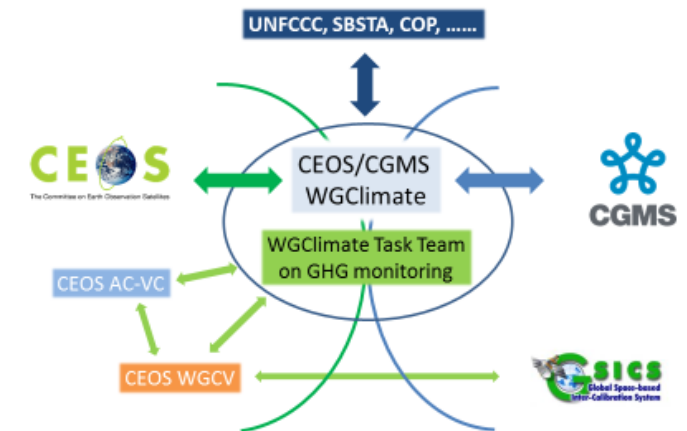 UNFCCC, SBSTA, COP, ......
CEOS
The Committee on Earth Observation Satellites
CEOS/CGMS
WGClimate
CGMS
WGClimate Task Team
on GHG monitoring
CEOS AC-VC
CEOS WGCV
GSICS
Global Space-based
Inter-Calibration System